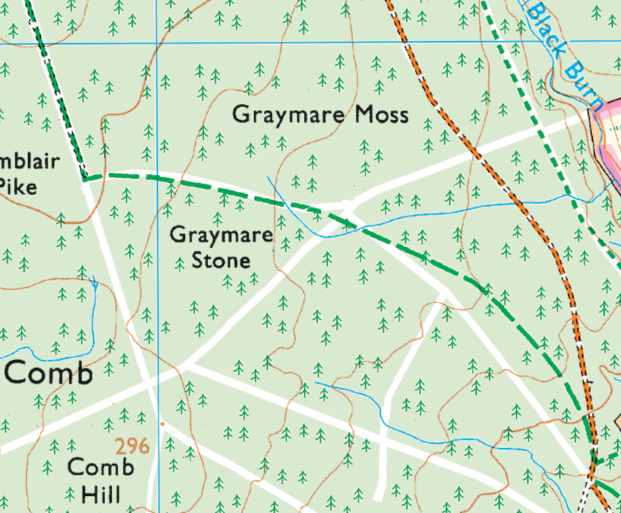 Black Burn
Graymare Moss
mblair
Pike
Graymare
Stone
Comb
296
Comb
Hill